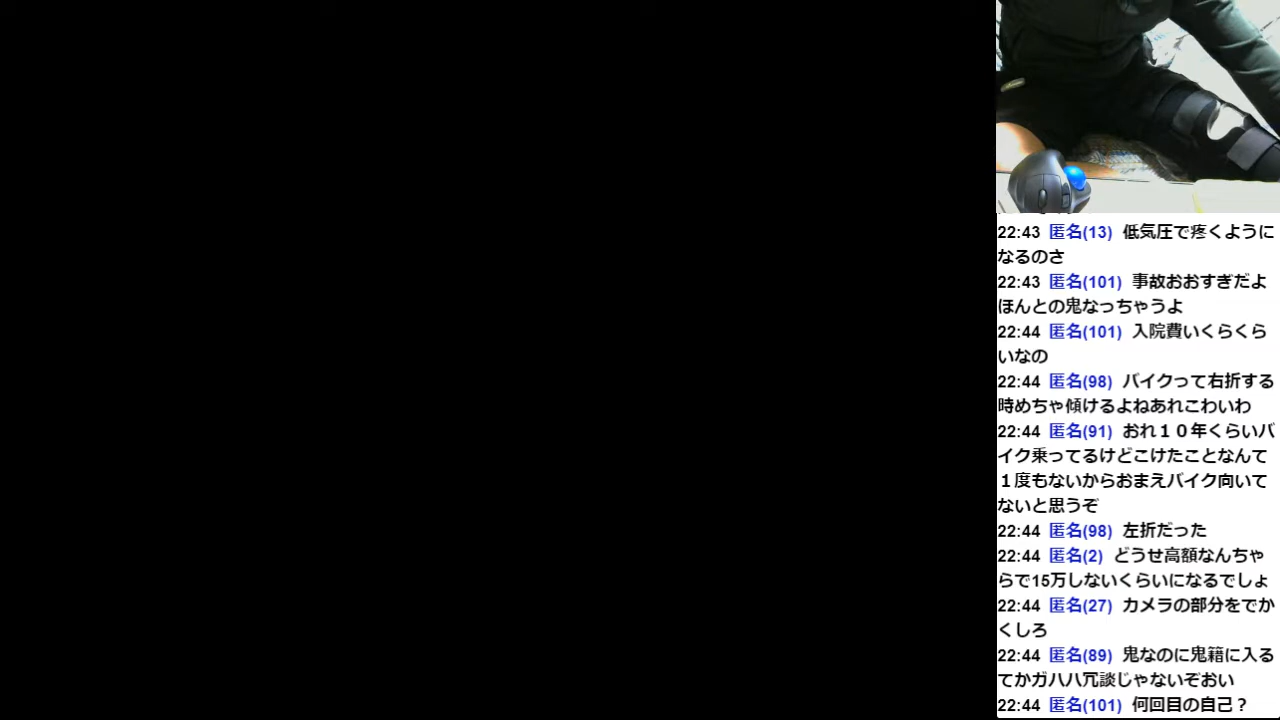 22:43 匿名(13) 低気圧で疼くように
なるのさ
22:43 匿名(101) 事故おおすぎだよ
ほんとの鬼なっちゃうよ
22:44 匿名(101) 入院費いくらくら
いなの
22:44 匿名(98) バイクって右折する
時めちゃ傾けるよねあれこわいわ
22:44 匿名(91) おれ１０年くらいバ
イク乗ってるけどこけたことなんて
１度もないからおまえバイク向いて
ないと思うぞ
22:44 匿名(98) 左折だった
22:44 匿名(2) どうせ高額なんちゃ
らで15万しないくらいになるでしょ
22:44 匿名(27) カメラの部分をでか
くしろ
22:44 匿名(89) 鬼なのに鬼籍に入る
てかガハハ冗談じゃないぞおい
22:44 匿名(101) 何回目の自己？